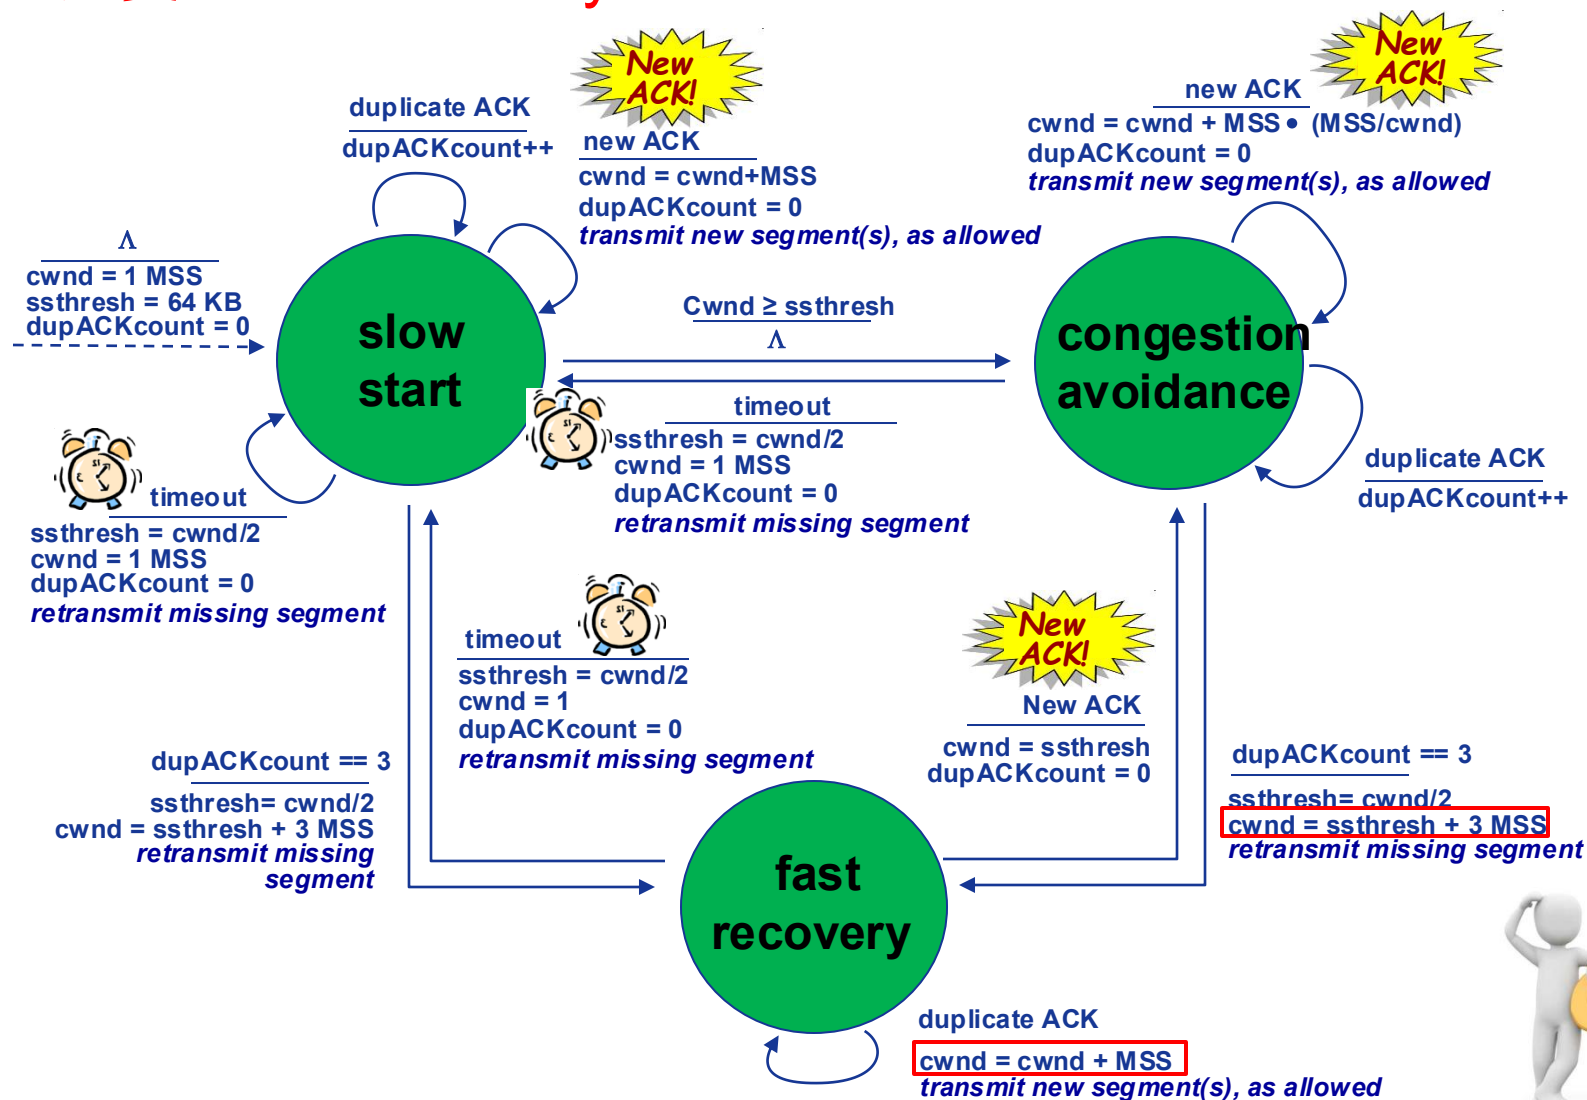 New
ACK!
duplicate ACK
dupACKcount++
new ACK
cwnd = cwnd+MSS
dupACKcount = 0
transmit new segment(s), as allowed
New
ACK!
new ACK
cwnd = cwnd + MSS • (MSS/cwnd)
dupACKcount = 0
transmit new segment(s), as allowed
Λ
cwnd = 1 MSS
ssthresh = 64 KB
dupACKcount = 0
slow
start
Cwnd ≥ ssthresh
Λ
congestion
avoidance
timeout
ssthresh = cwnd/2
cwnd = 1 MSS
dupACKcount = 0
retransmit missing segment
duplicate ACK
dupACKcount++
timeout
ssthresh = cwnd/2
cwnd = 1 MSS
dupACKcount = 0
retransmit missing segment
timeout
ssthresh = cwnd/2
cwnd = 1
dupACKcount = 0
retransmit missing segment
New
ACK!
New ACK
cwnd = ssthresh
dupACKcount = 0
dupACKcount == 3
ssthresh= cwnd/2
cwnd = ssthresh + 3 MSS
retransmit missing
segment
dupACKcount == 3
ssthresh= cwnd/2
cwnd = ssthresh + 3 MSS
retransmit missing segment
fast
recovery
duplicate ACK
cwnd = cwnd + MSS
transmit new segment(s), as allowed